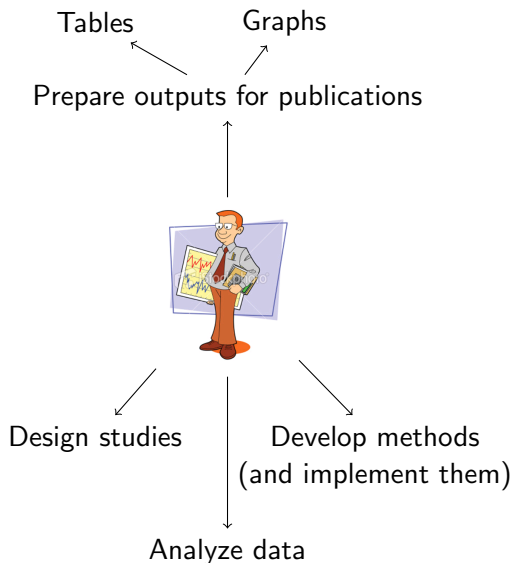 Tables
Graphs
Prepare outputs for publications
Design studies
Develop methods
(and implement them)
Analyze data